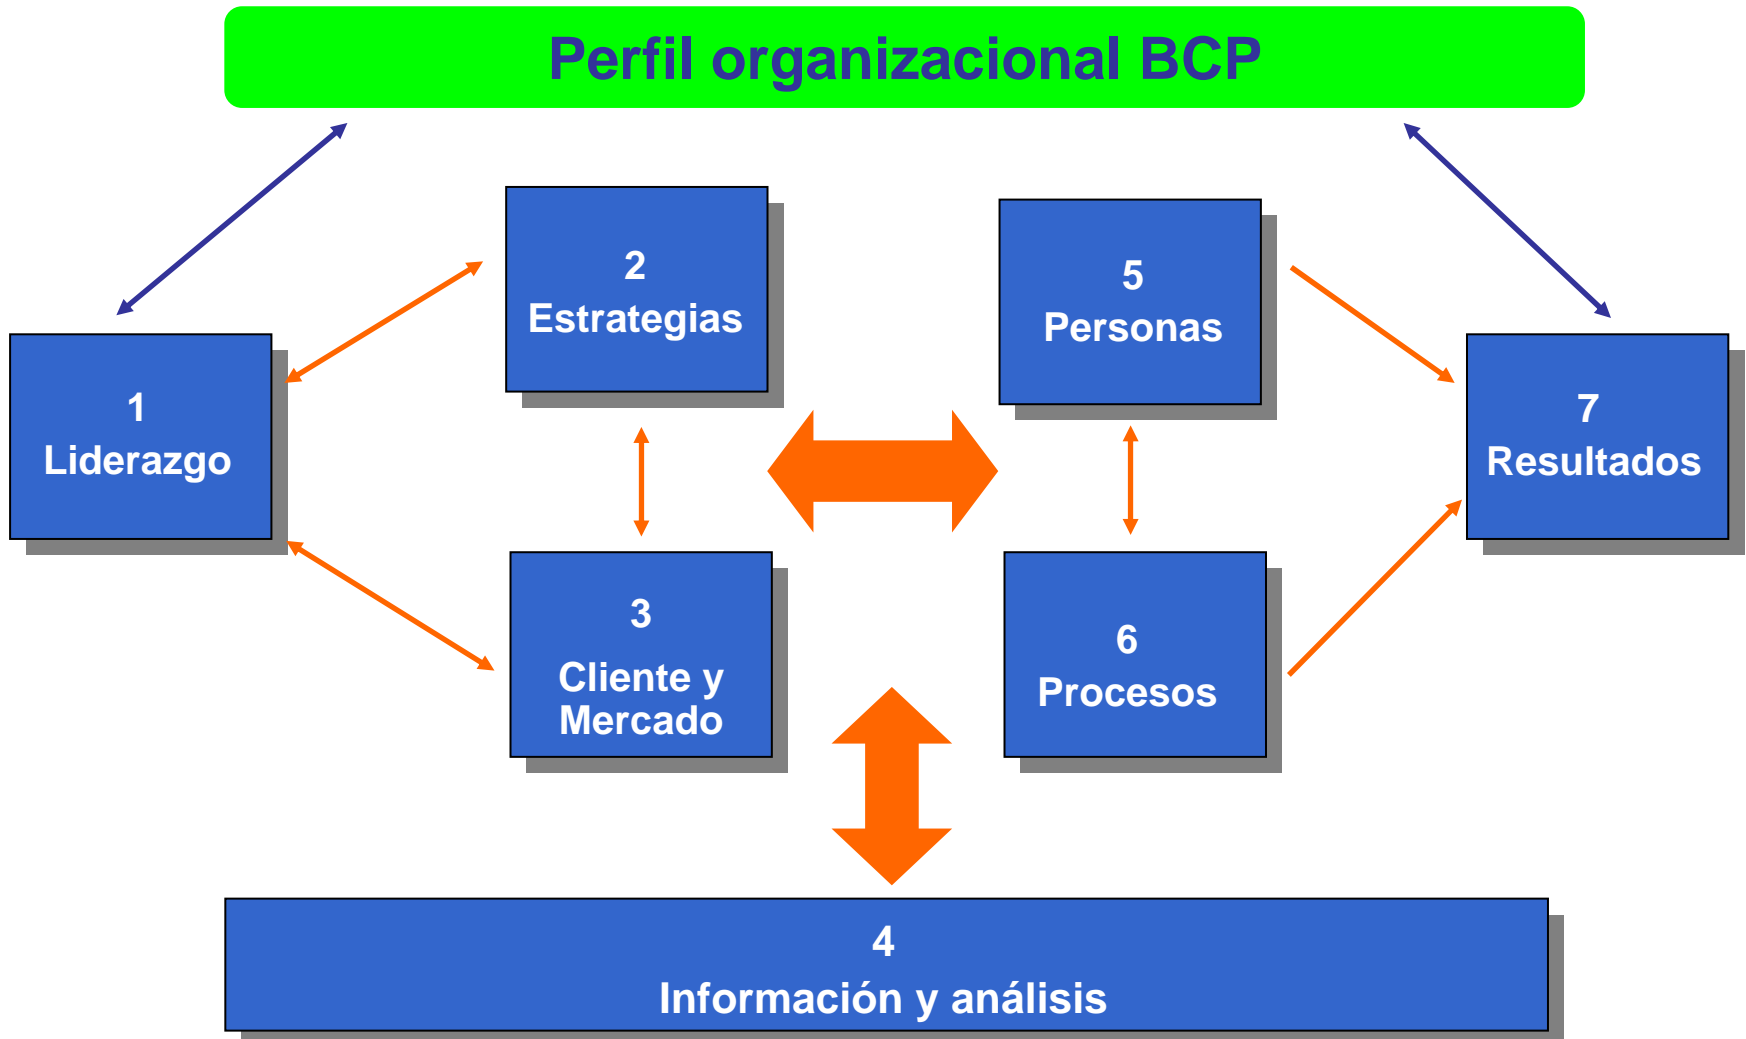 Perfil organizacional BCP
1
Liderazgo
2
Estrategias
3
Cliente y
Mercado
5
Personas
6
Procesos
7
Resultados
4
Información y análisis